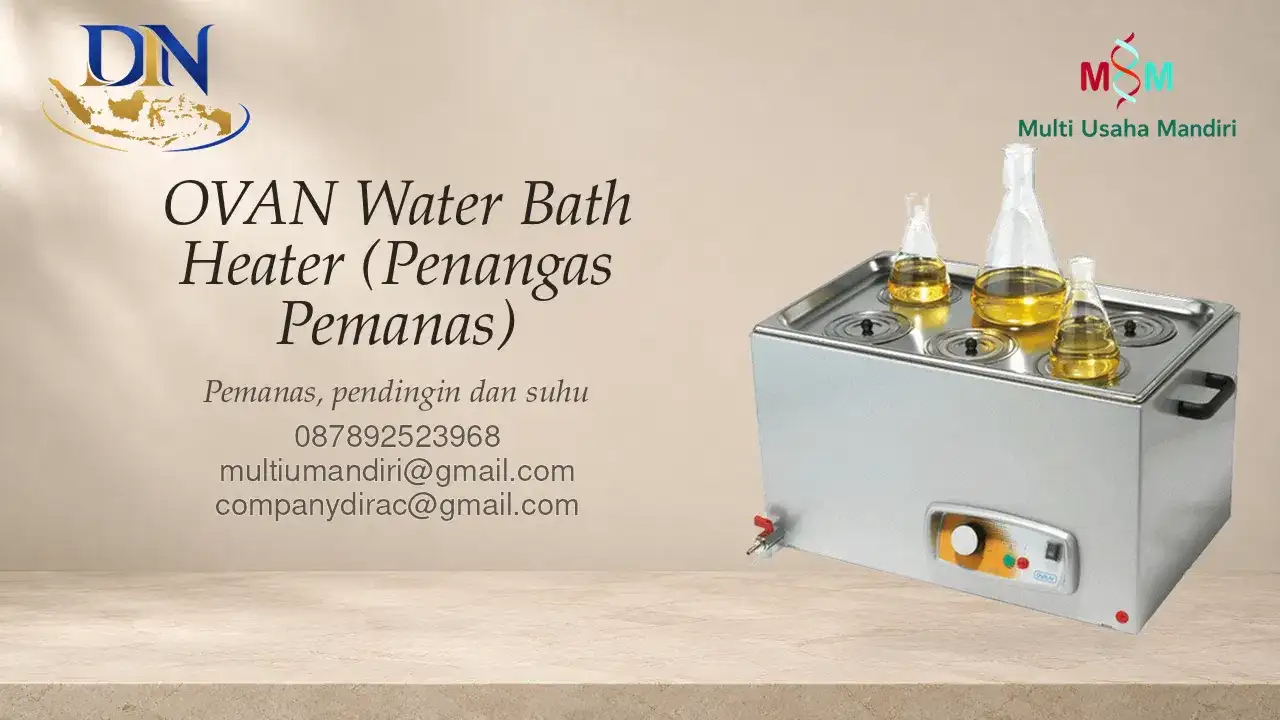 DN
MSM
Multi Usaha Mandiri
OVAN Water Bath
Heater (Penangas
Pemanas)
Pemanas, pendingin dan suhu
087892523968
multiumandiri@gmail.com
companydirac@gmail.com
OVAN